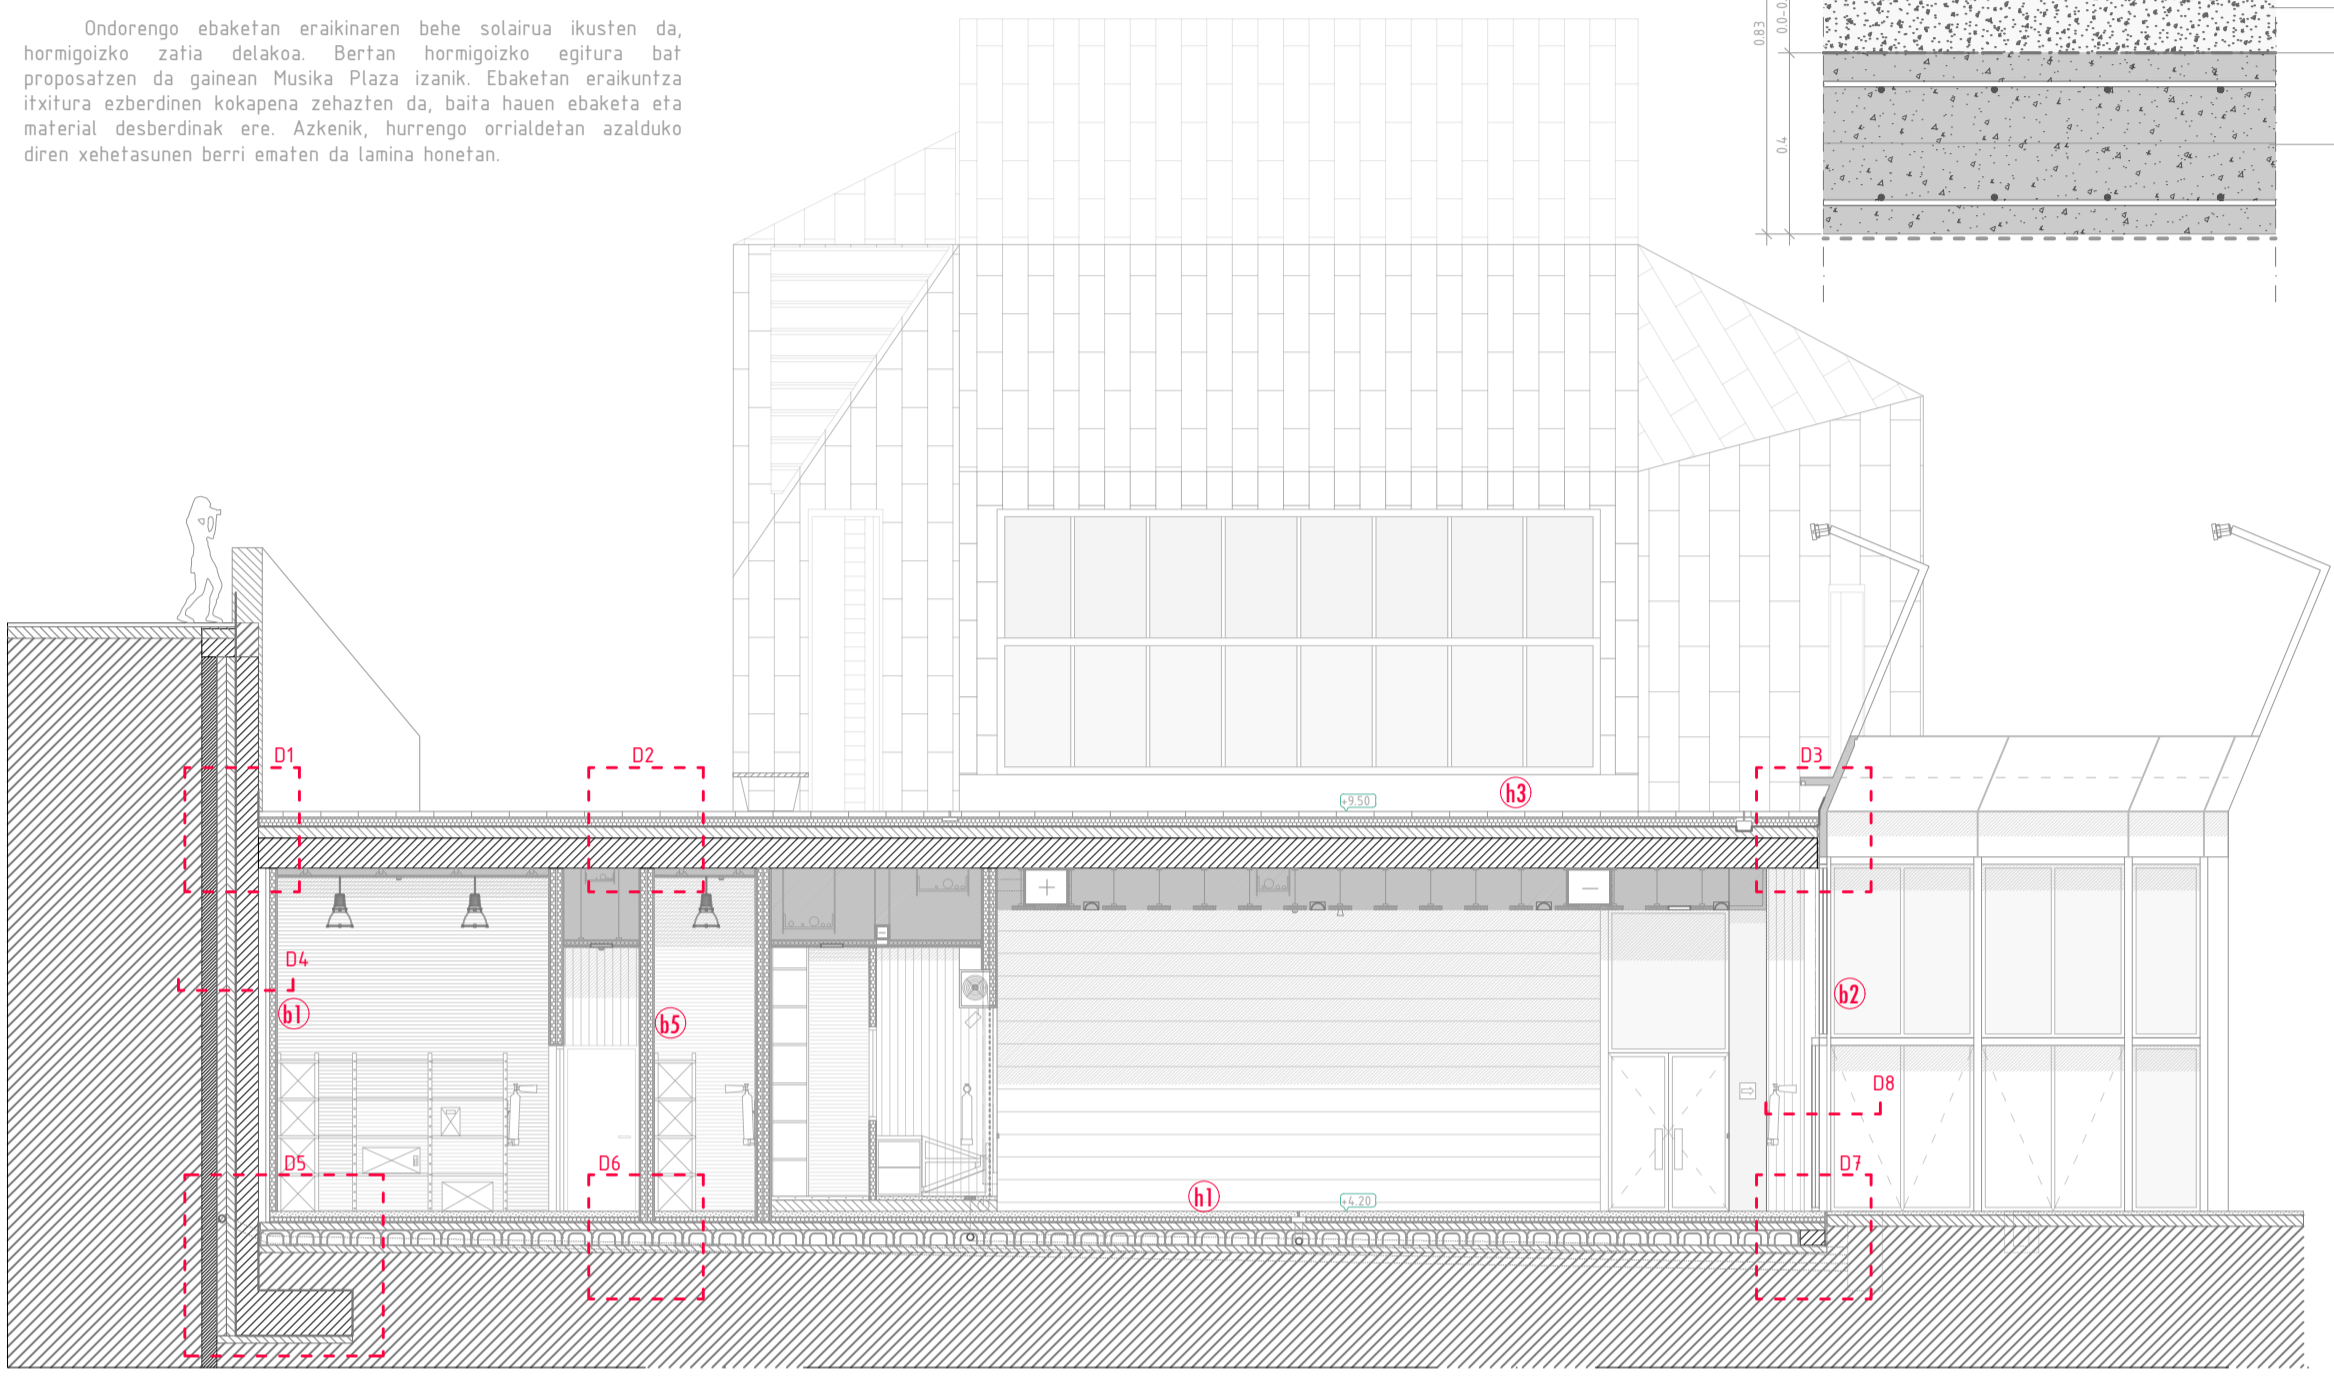 Ondorengo ebaketan eraikinaren behe solairua ikusten da,
hormigoizko zatia delakoa. Bertan hormigoizko egitura bat
proposatzen da gainean Musika Plaza izanik. Ebaketan eraikuntza
itxitura ezberdinen kokapena zehazten da, baita hauen ebaketa eta
material desberdinak ere. Azkenik, hurrengo orrialdetan azalduko
diren xehetasunen berri ematen da lamina honetan.
0.83
0.0-0.
0.4
D1
D2
D3
h3
+9.50
D4
b1
b5
b2
D8
D5
D6
h1
+4.20
D7